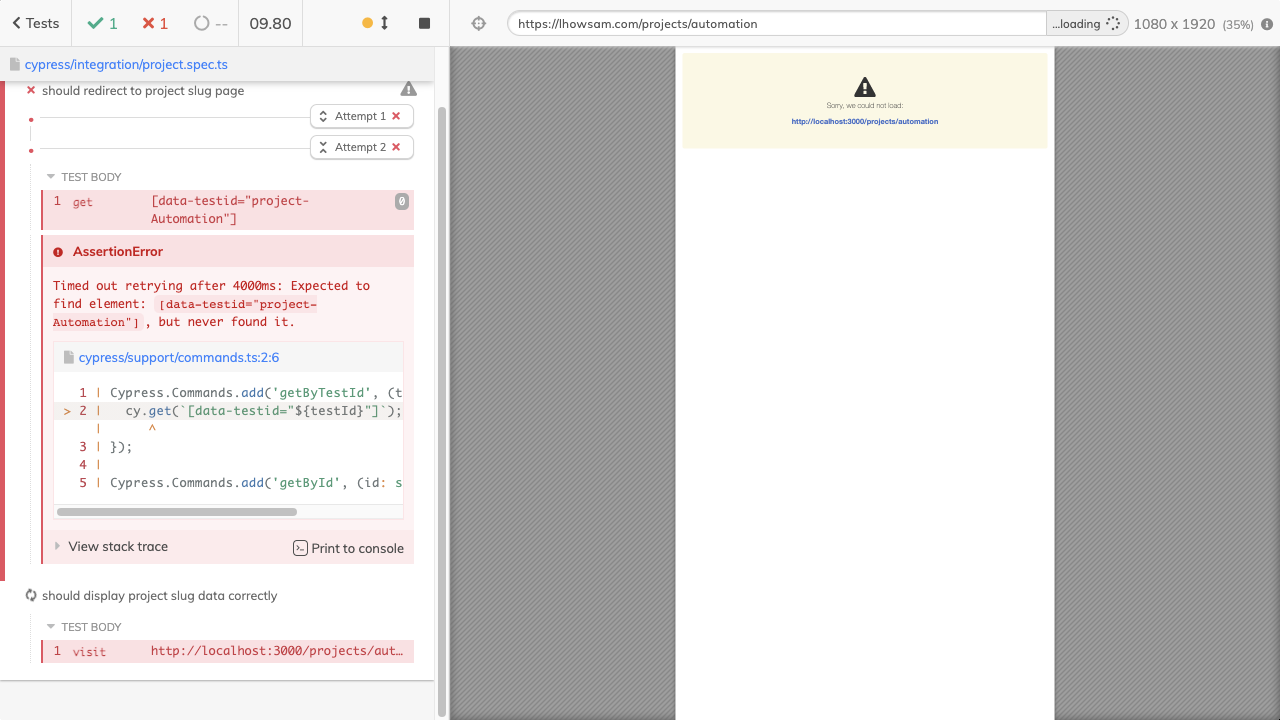 Tests
1
1
--
09.80
https://lhowsam.com/projects/automation
...loading
1080 x 1920 (35%)
cypress/integration/project.spec.ts
should redirect to project slug page
Attempt 1
Attempt 2
TEST BODY
1 get [data-testid="project-
Automation"]
0
AssertionError
Timed out retrying after 4000ms: Expected to
find element: [data-testid="project-
Automation"], but never found it.
cypress/support/commands.ts:2:6
1 | Cypress.Commands.add('getByTestId', (t
> 2 | cy.get(`[data-testid="${testId}"]`);
| ^
3 | });
4 |
5 | Cypress.Commands.add('getById', (id: s
View stack trace
Print to console
should display project slug data correctly
TEST BODY
1 visit http://localhost:3000/projects/aut…
Sorry, we could not load:
http://localhost:3000/projects/automation